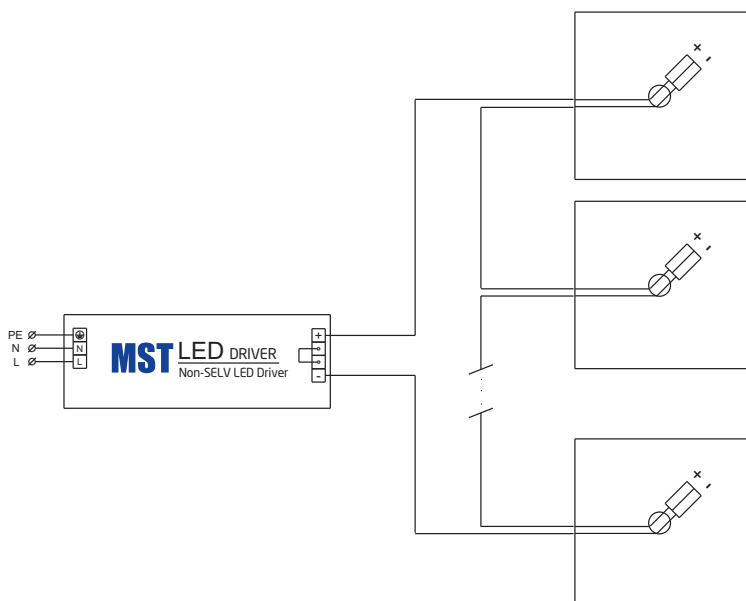 +
-
+
-
PE
N
N
L
L
MST LED DRIVER
Non-SELV LED Driver
+
-
+
-